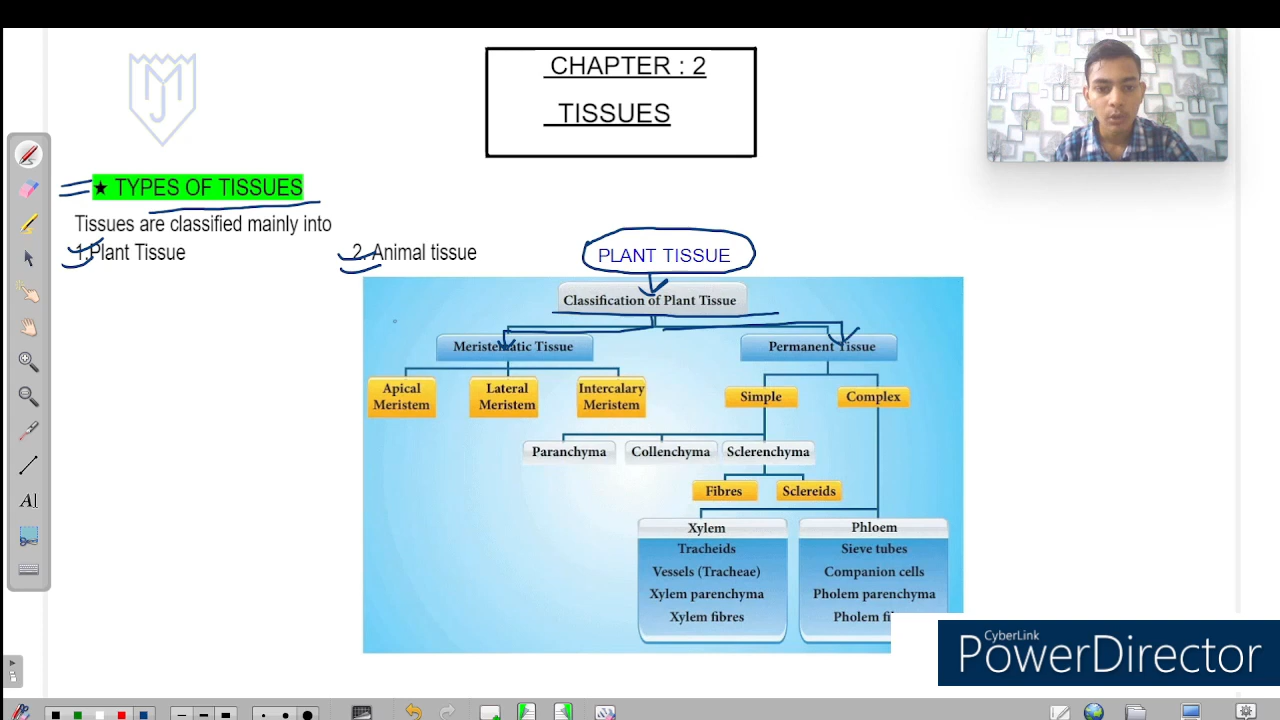 CHAPTER : 2
TISSUES
★ TYPES OF TISSUES
Tissues are classified mainly into
1.Plant Tissue
2. Animal tissue
PLANT TISSUE
Classification of Plant Tissue
Meristematic Tissue
Permanent Tissue
Apical
Meristem
Lateral
Meristem
Intercalary
Meristem
Simple
Complex
Paranchyma
Collenchyma
Sclerenchyma
Fibres
Sclereids
Xylem
Tracheids
Vessels (Tracheae)
Xylem parenchyma
Xylem fibres
Phloem
Sieve tubes
Companion cells
Pholem parenchyma
Pholem
CyberLink
PowerDirector